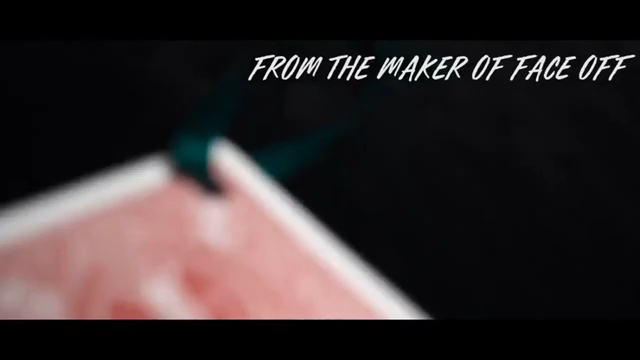 FROM THE MAKER OF FACE OFF